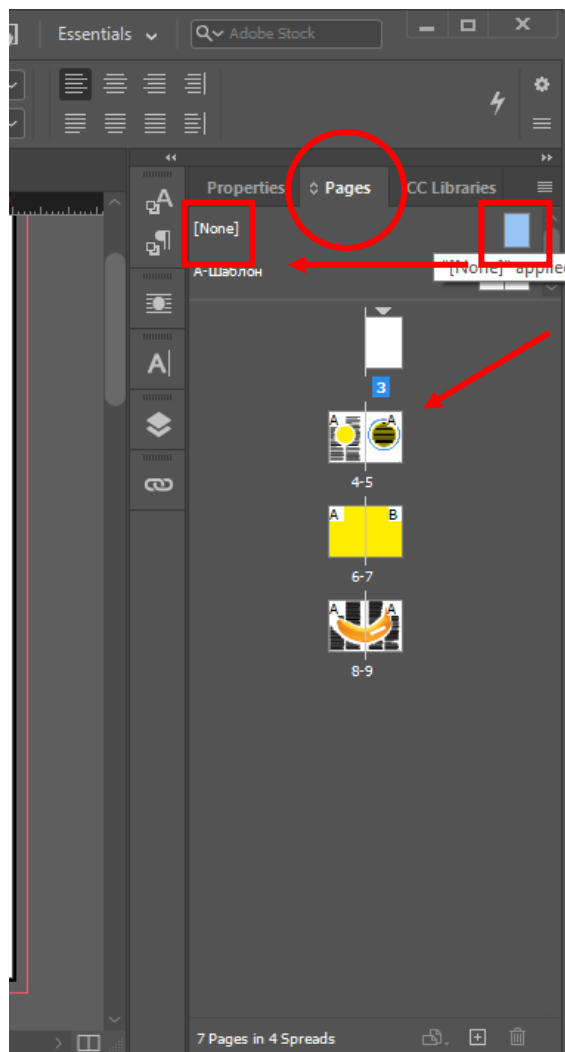 Essentials
Adobe Stock
Properties
Pages
CC Libraries
[None]
"[None]" applied
А-Шаблон
3
A A
4-5
A B
6-7
A A
8-9
7 Pages in 4 Spreads